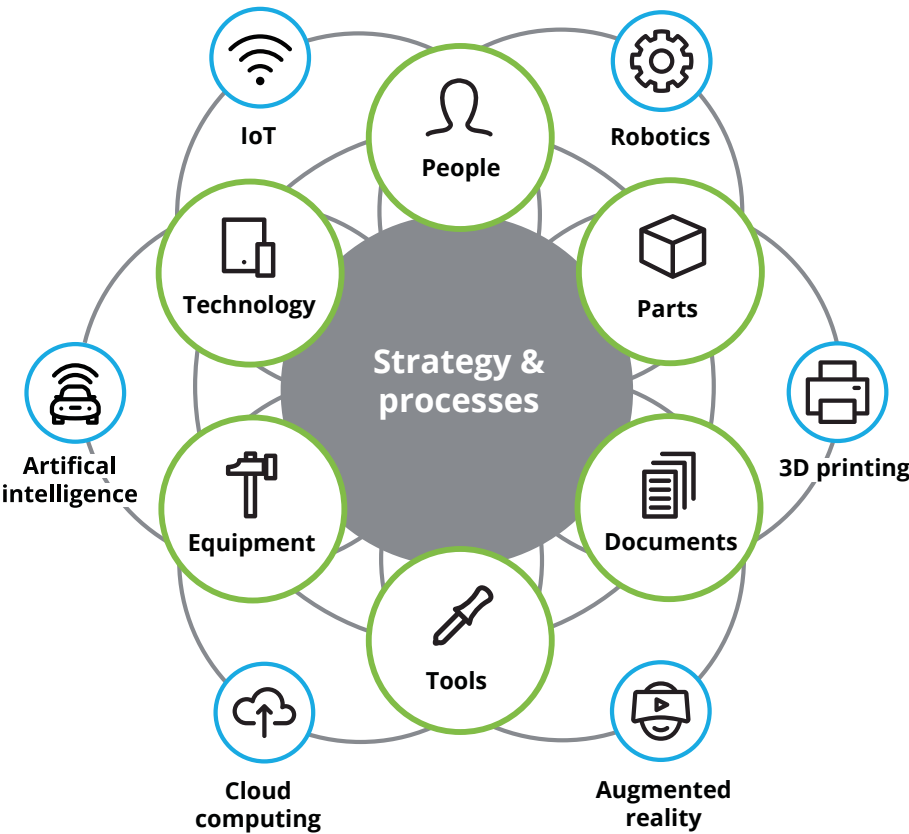 IoT
Robotics
People
Technology
Parts
Strategy &
processes
Artifical
intelligence
3D printing
Equipment
Documents
Tools
Cloud
computing
Augmented
reality